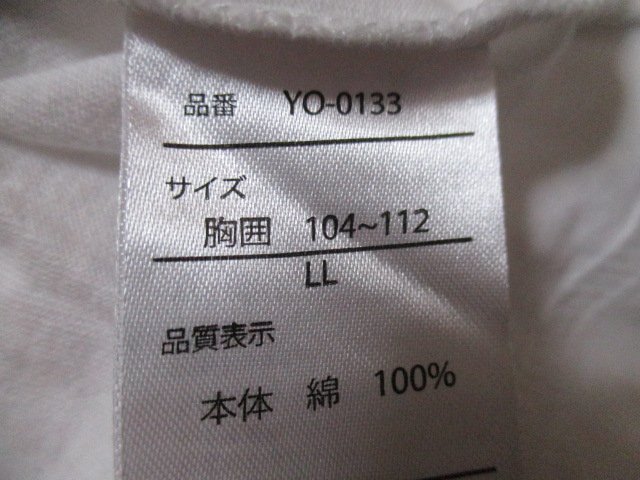 品番 YO-0133
サイズ
胸囲 104~112
LL
品質表示
本体 綿 100%